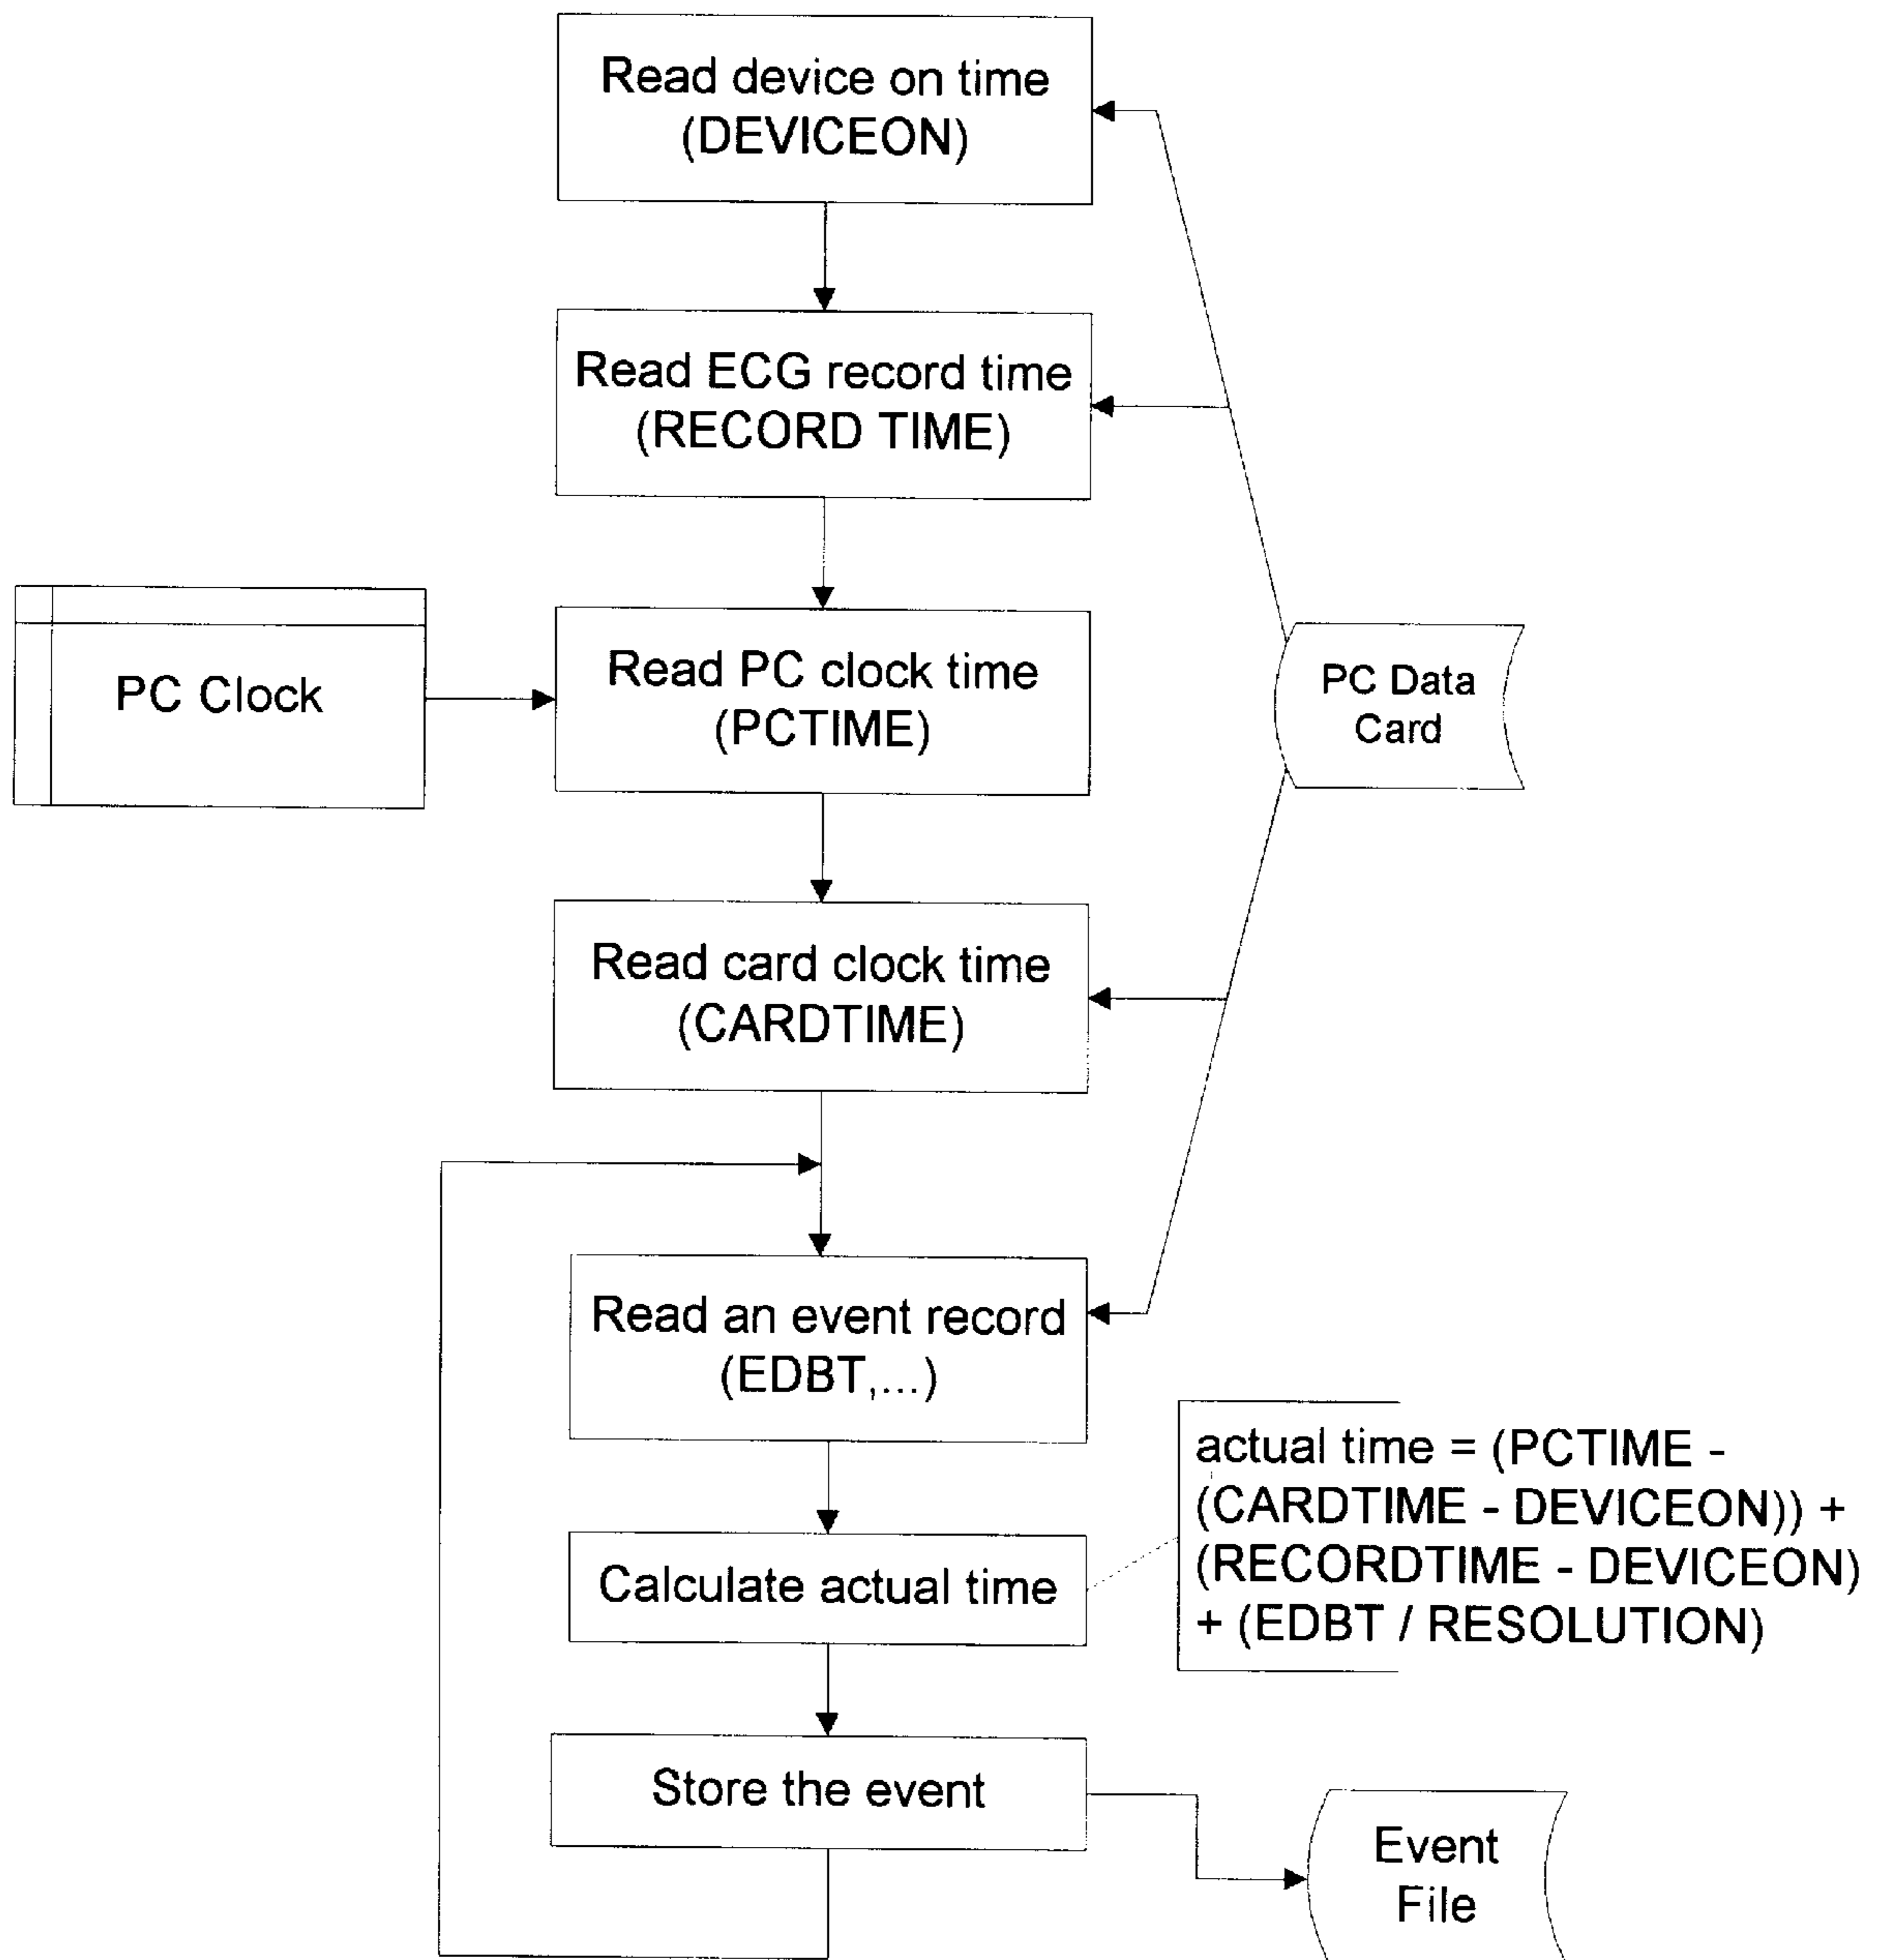 Read device on time
(DEVICEON)
Read ECG record time
(RECORD TIME)
PC Clock
Read PC clock time
(PCTIME)
PC Data
Card
Read card clock time
(CARDTIME)
Read an event record
(EDBT,...)
Calculate actual time
actual time = (PCTIME -
(CARDTIME - DEVICEON)) +
(RECORDTIME - DEVICEON)
+ (EDBT / RESOLUTION)
Store the event
Event
File